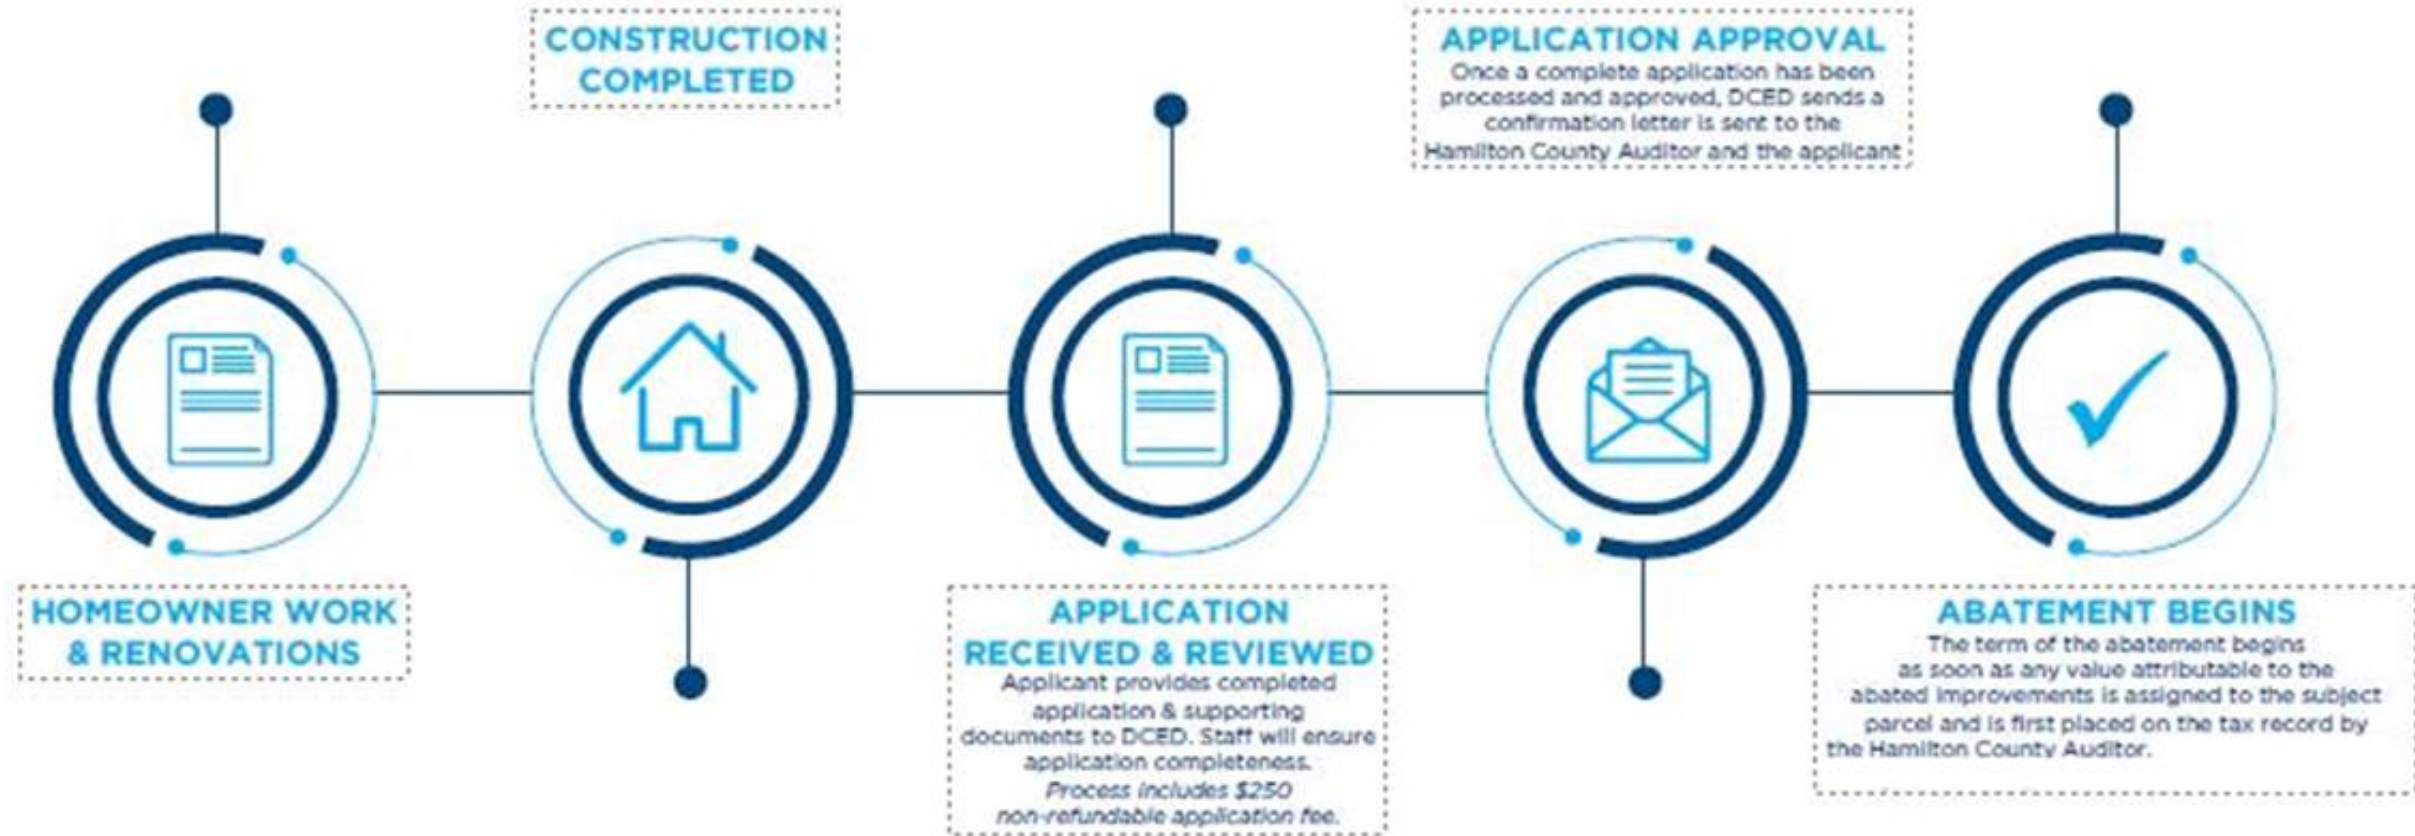 HOMEOWNER WORK
& RENOVATIONS
CONSTRUCTION
COMPLETED
APPLICATION
RECEIVED & REVIEWED
Applicant provides completed
application & supporting
documents to DCED. Staff will ensure
application completeness.
Process includes $250
non-refundable application fee.
APPLICATION APPROVAL
Once a complete application has been
processed and approved, DCED sends a
confirmation letter is sent to the
Hamilton County Auditor and the applicant
ABATEMENT BEGINS
The term of the abatement begins
as soon as any value attributable to the
abated improvements is assigned to the subject
parcel and is first placed on the tax record by
the Hamilton County Auditor.